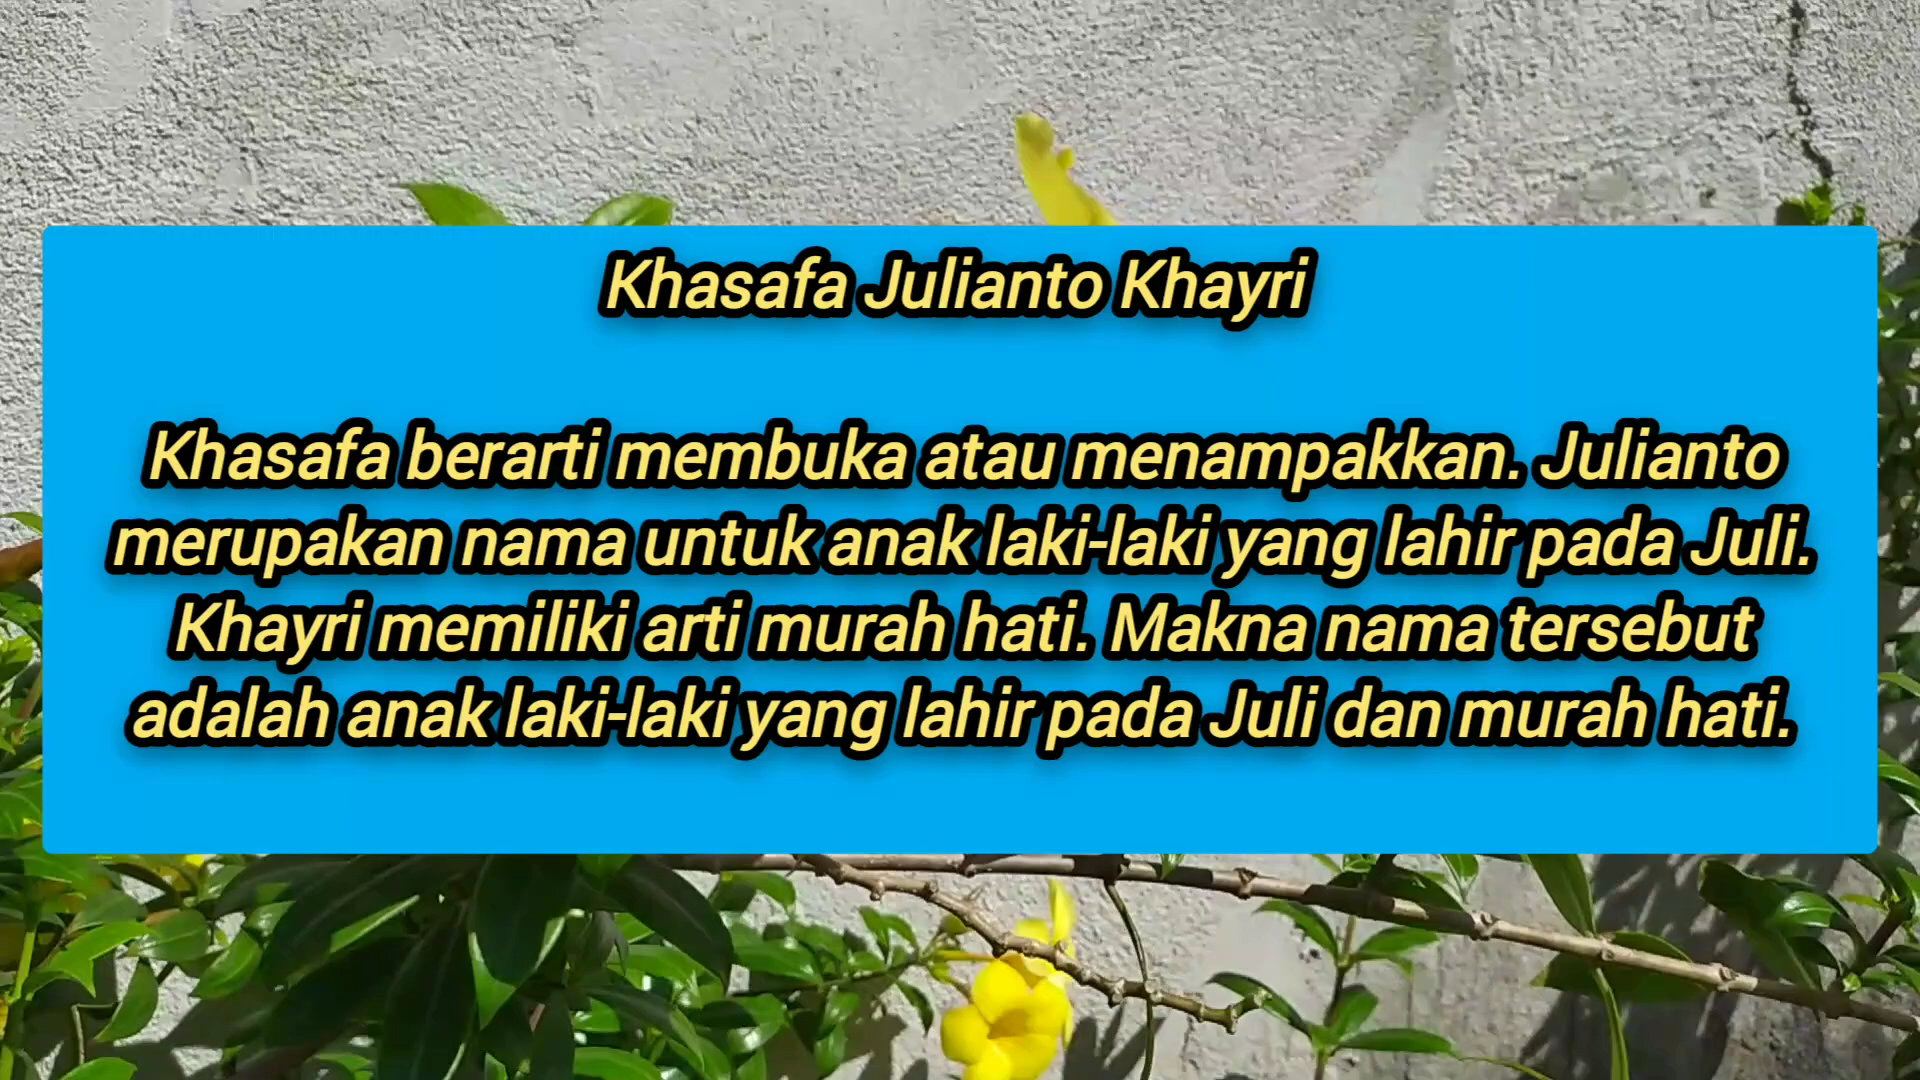 Khasafa Julianto Khayri
Khasafa berarti membuka atau menampakkan. Julianto
merupakan nama untuk anak laki-laki yang lahir pada Juli.
Khayri memiliki arti murah hati. Makna nama tersebut
adalah anak laki-laki yang lahir pada Juli dan murah hati.